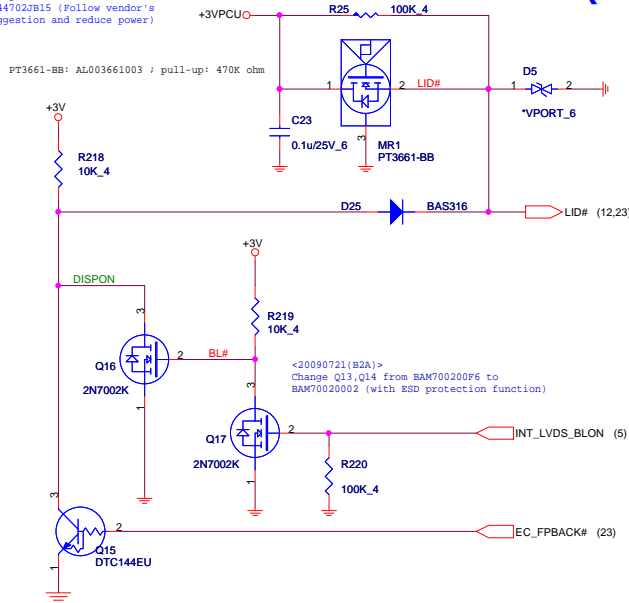 44702JB15 (Follow vendor's
ggestion and reduce power)
PT3661-BB: AL003661003 ; pull-up: 470K ohm
+3VPCU
R25
100K_4
1
2
LID#
3
MR1
PT3661-BB
C23
0.1u/25V_6
D5
1
2
*VPORT_6
+3V
R218
10K_4
D25
BAS316
LID#
(12,23)
DISPON
+3V
R219
10K_4
3
Q16
2
BL#
2N7002K
1
<20090721(B2A)>
Change Q13,Q14 from BAM700200F6 to
BAM70020002 (with ESD protection function)
3
Q17
2
2N7002K
1
INT_LVDS_BLON
(5)
R220
100K_4
3
2
Q15
DTC144EU
1
EC_FPBACK#
(23)